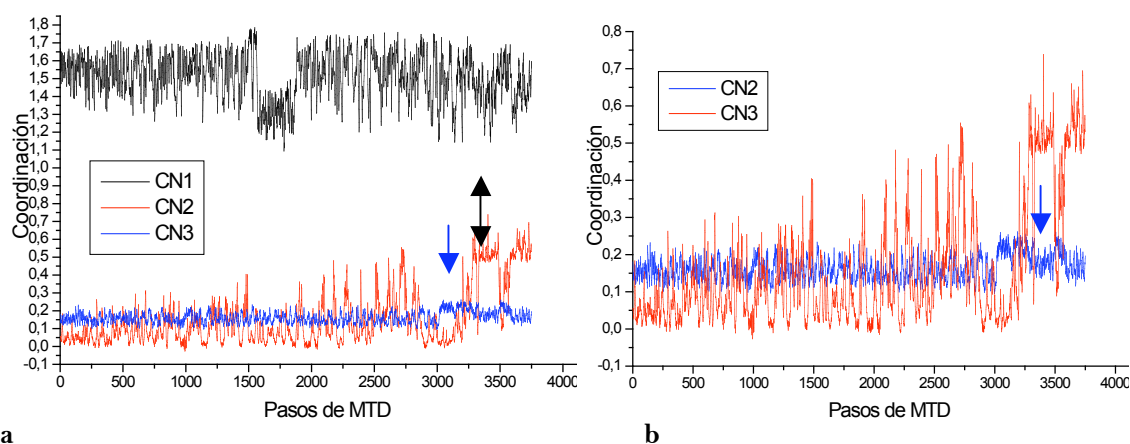 1,8
1,7
1,6
1,5
1,4
1,3
1,2
1,1
1,0
0,9
0,8
0,7
0,6
0,5
0,4
0,3
0,2
0,1
0,0
-0,1
Coordinación
CN1
CN2
CN3
0 500 1000 1500 2000 2500 3000 3500 4000
Pasos de MTD
a
0,8
0,7
0,6
0,5
0,4
0,3
0,2
0,1
0,0
-0,1
Coordinación
CN2
CN3
0 500 1000 1500 2000 2500 3000 3500 4000
Pasos de MTD
b